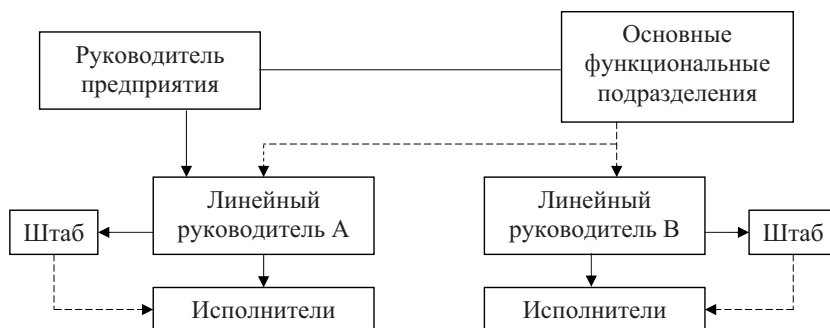 Руководитель
предприятия
Основные
функциональные
подразделения
Штаб
Линейный
руководитель А
Линейный
руководитель В
Штаб
Исполнители
Исполнители